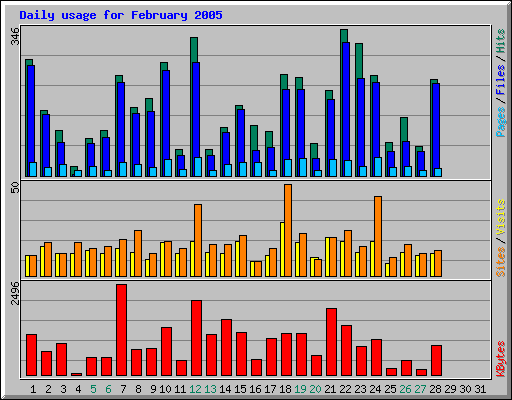 Daily usage for February 2005
346
Pages / Files / Hits
50
Sites / Visits
2496
KBytes
1 2 3 4 5 6 7 8 9 10 11 12 13 14 15 16 17 18 19 20 21 22 23 24 25 26 27 28 29 30 31